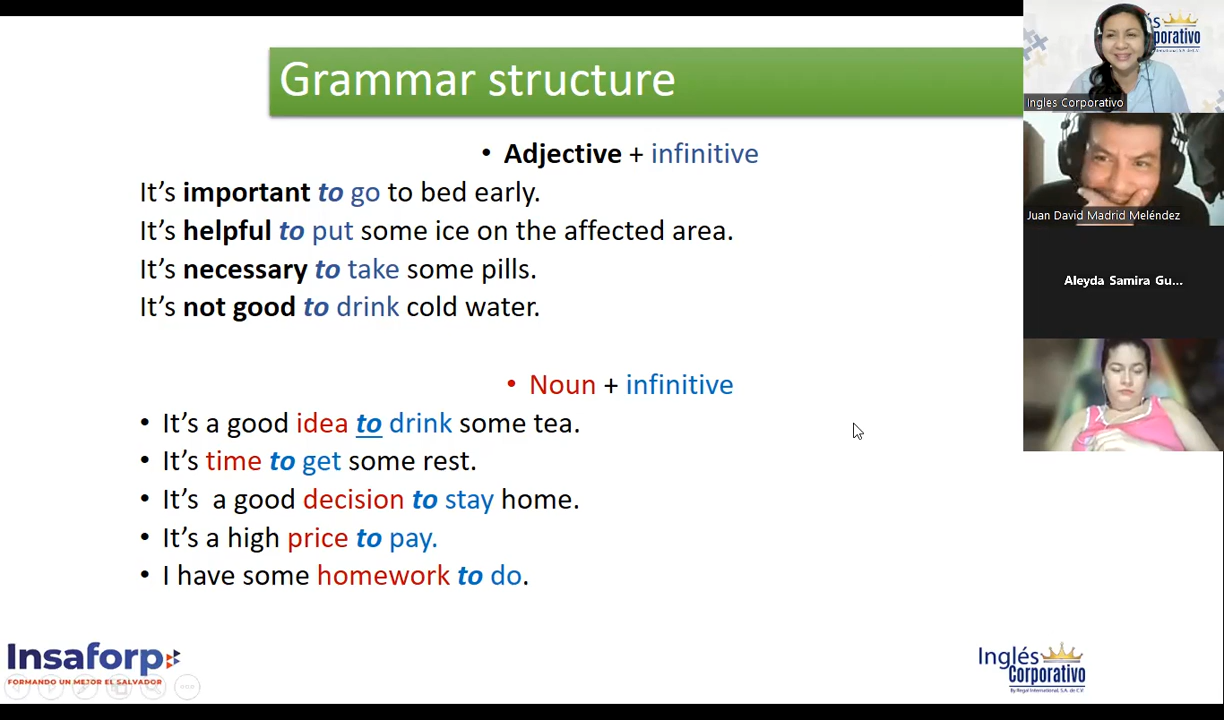 Grammar structure
• Adjective + infinitive
It's important to go to bed early.
It's helpful to put some ice on the affected area.
It's necessary to take some pills.
It's not good to drink cold water.
• Noun + infinitive
• It's a good idea to drink some tea.
• It's time to get some rest.
• It's a good decision to stay home.
• It's a high price to pay.
• I have some homework to do.
Insaforp
FORMANDO UN MEJOR EL SALVADOR
Inglés
Corporativo
By Regal International, S.A. de C.V.
Ingles Corporativo
Juan David Madrid Meléndez
Aleyda Samira Gu...